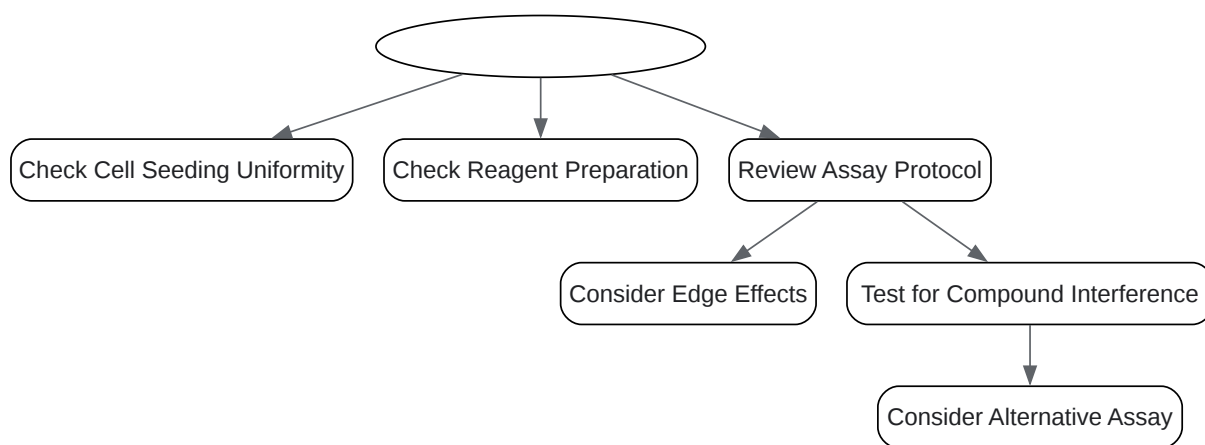 Check Cell Seeding Uniformity
Check Reagent Preparation
Review Assay Protocol
Consider Edge Effects
Test for Compound Interference
Consider Alternative Assay